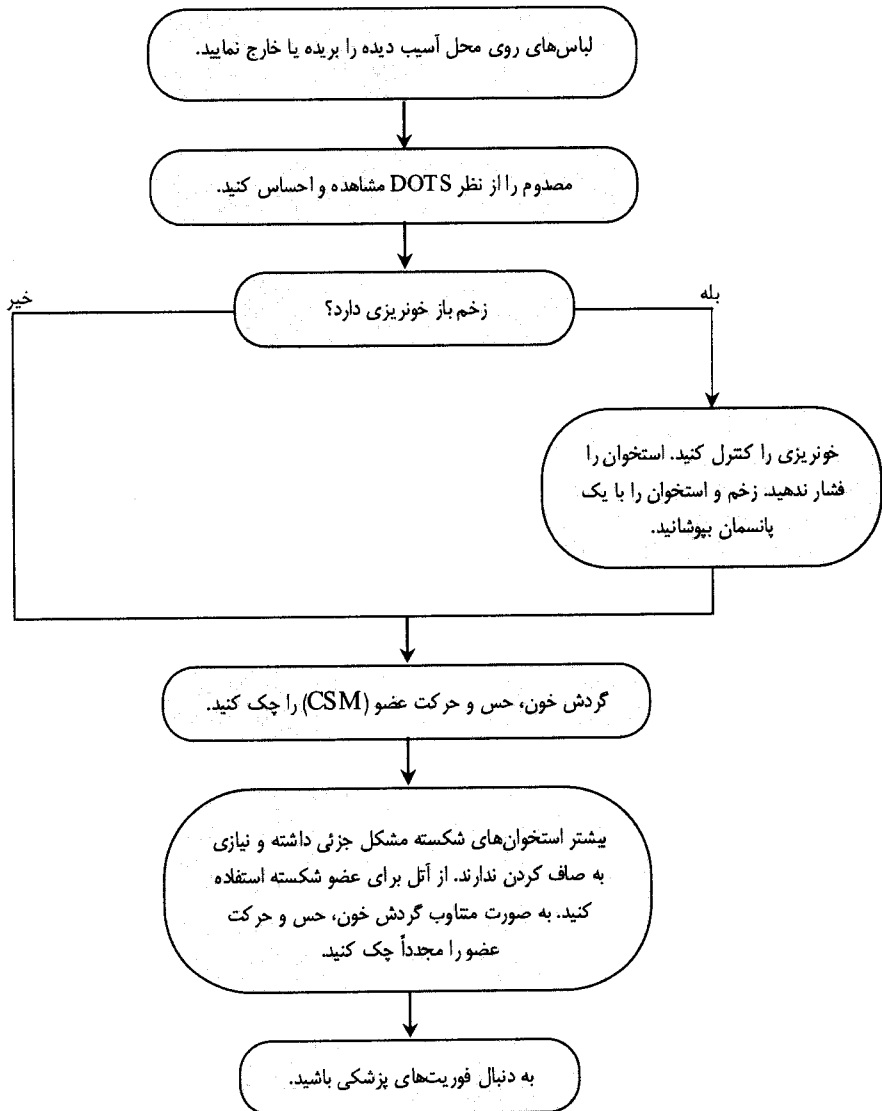 لباس‌های روی محل آسیب دیده را بریده یا خارج نمایید.
مصدوم را از نظر DOTS مشاهده و احساس کنید.
زخم باز خونریزی دارد؟
بله
خیر
خونریزی را کنترل کنید. استخوان را
فشار ندهید. زخم و استخوان را با یک
پانسمان بپوشانید.
گردش خون، حس و حرکت عضو (CSM) را چک کنید.
بیشتر استخوان‌های شکسته مشکل جزئی داشته و نیازی
به صاف کردن ندارند. از آتل برای عضو شکسته استفاده
کنید. به صورت متناوب گردش خون، حس و حرکت
عضو را مجدداً چک کنید.
به دنبال فوریت‌های پزشکی باشید.